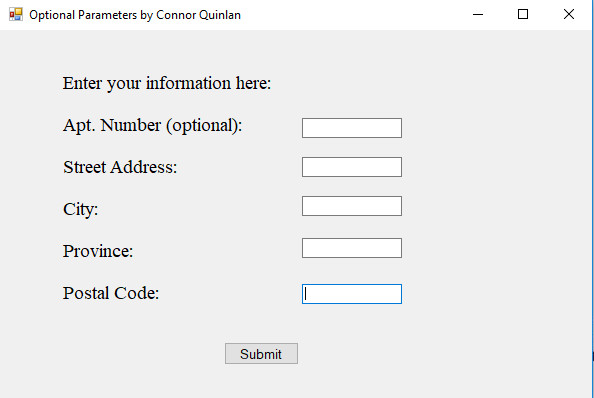 Optional Parameters by Connor Quinlan
Enter your information here:
Apt. Number (optional):
Street Address:
City:
Province:
Postal Code:
Submit